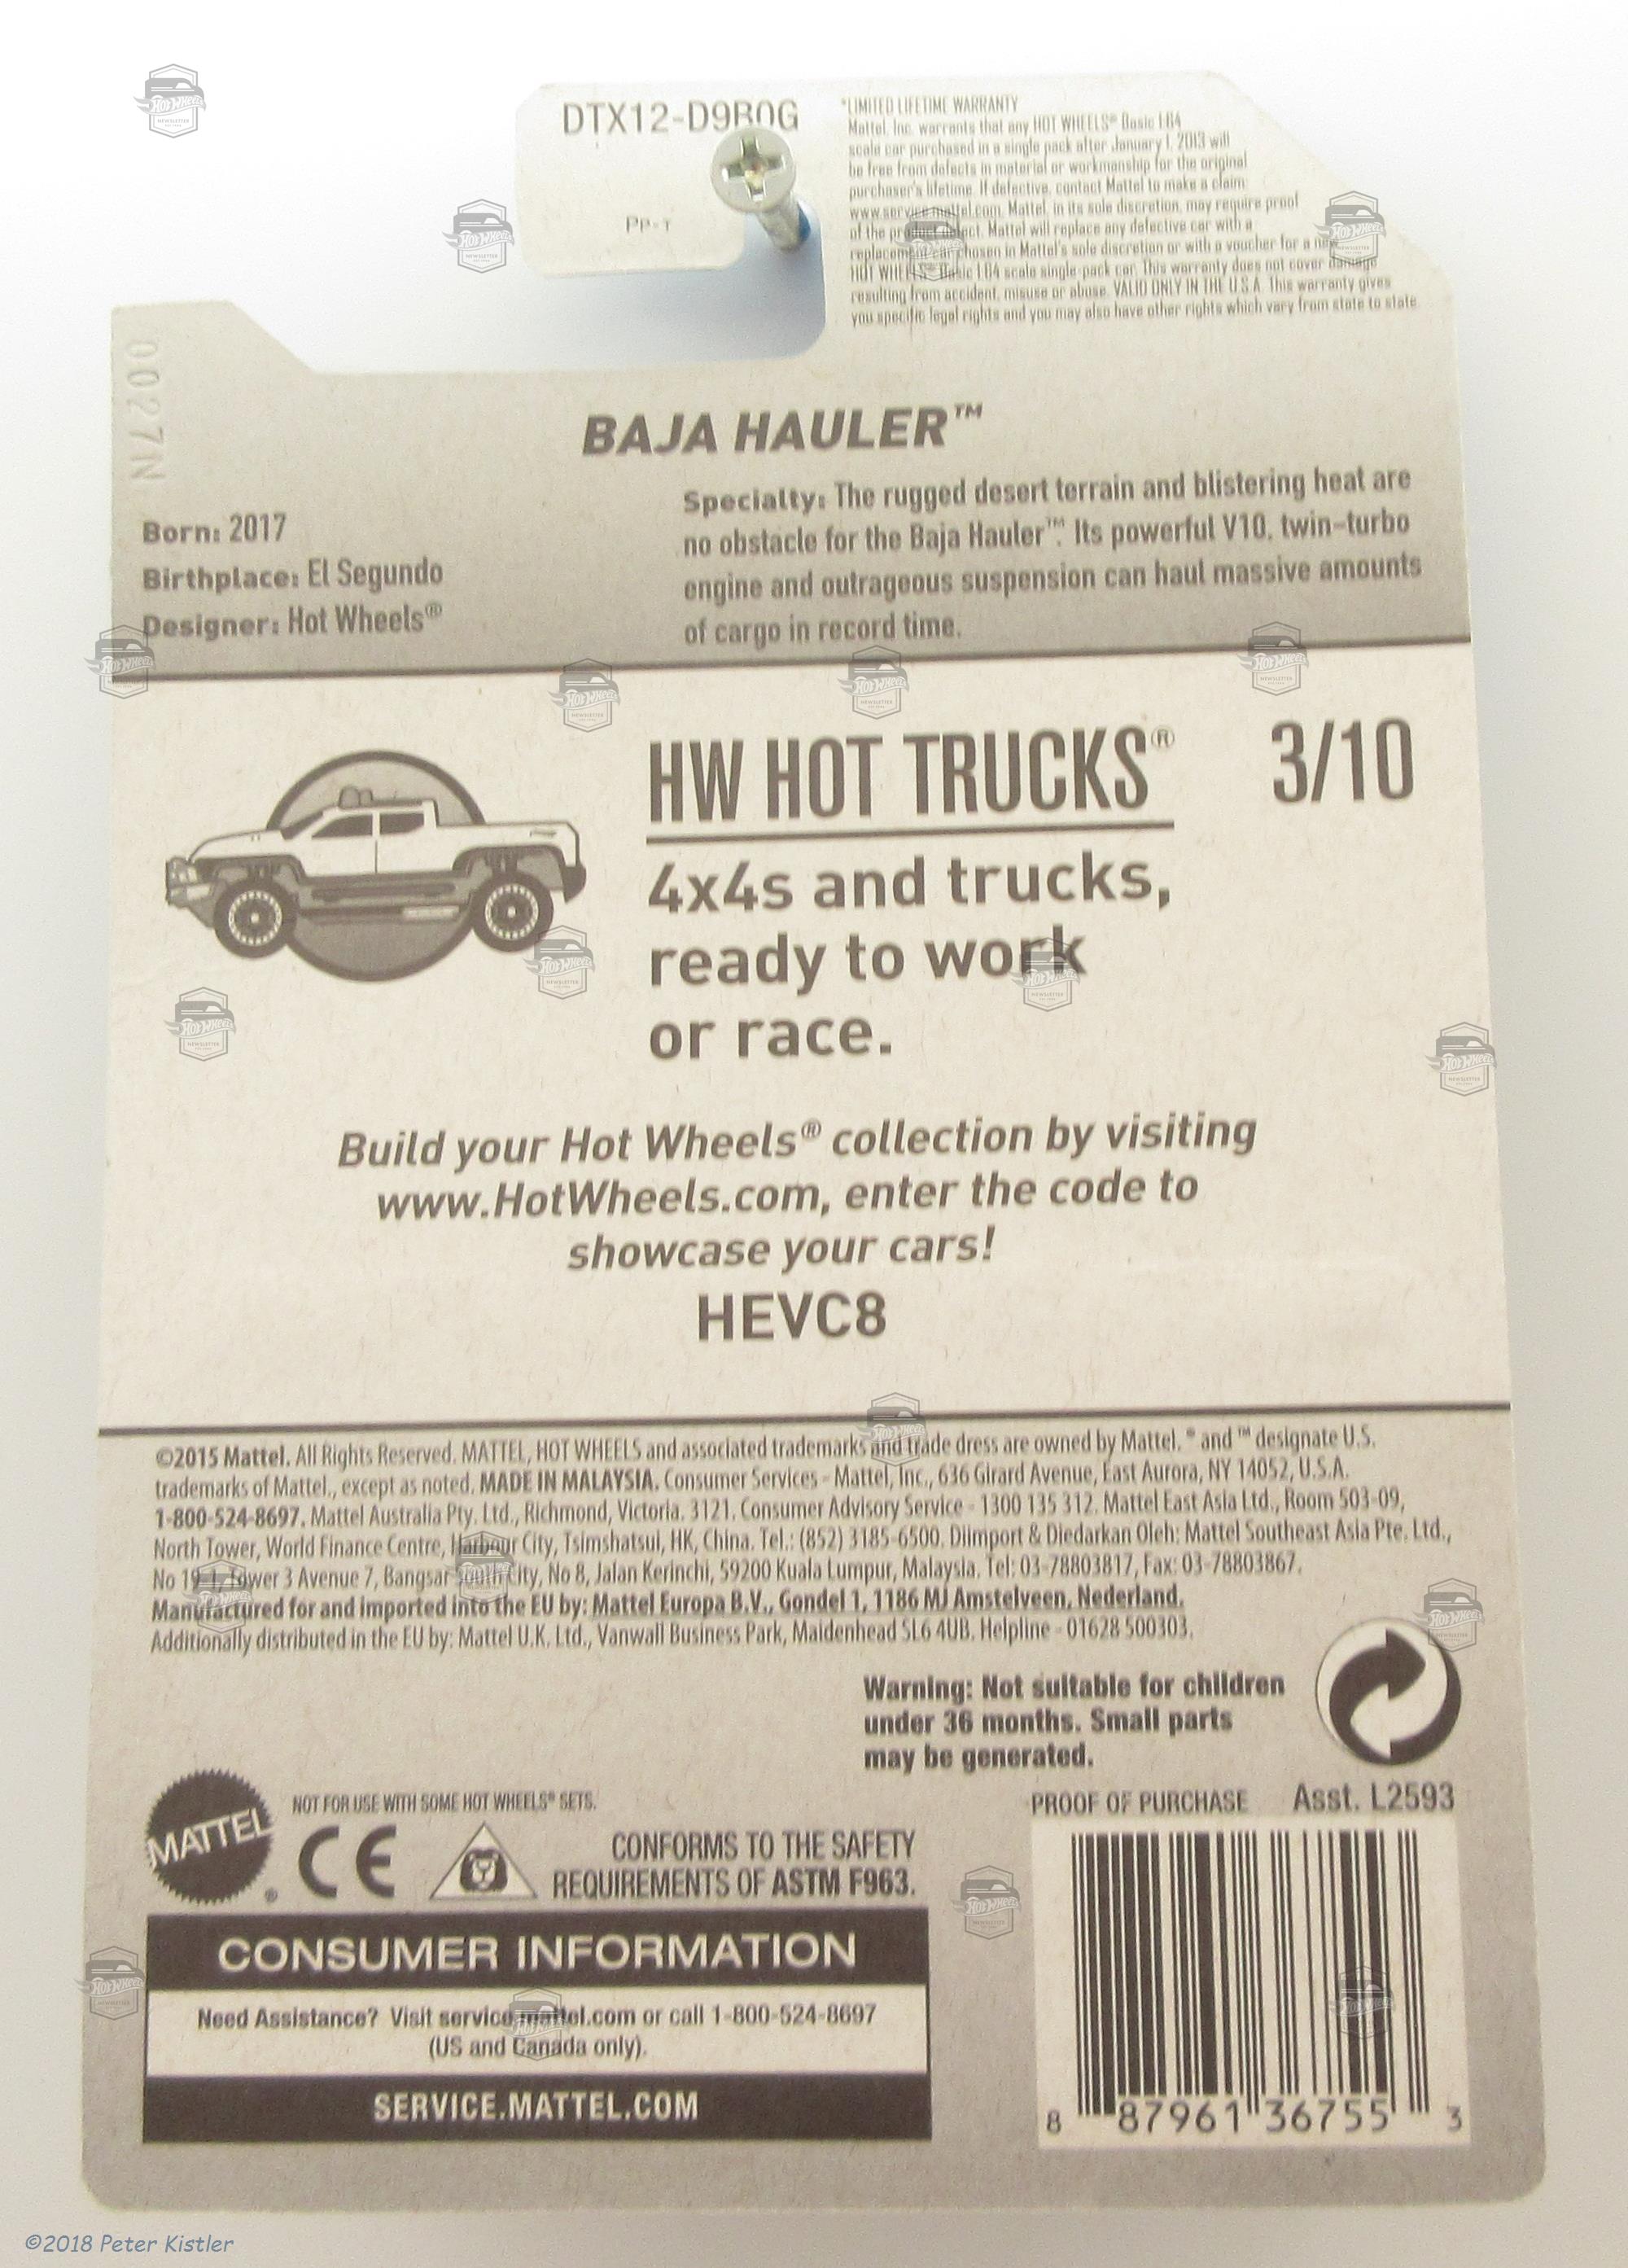 DTX12-D9B0G
Pp-T
*LIMITED LIFETIME WARRANTY
Mattel, Inc. warrants that any HOT WHEELS® Basic 1:64
scale car purchased in a single pack after January 1, 2013 will
be free from defects in material or workmanship for the original
purchaser's lifetime. If defective, contact Mattel to make a claim:
www.service.mattel.com. Mattel, in its sole discretion, may require proof
of the product defect. Mattel will replace any defective car with a
replacement car chosen in Mattel's sole discretion or with a voucher for a new
HOT WHEELS® Basic 1:64 scale single-pack car. This warranty does not cover damage
resulting from accident, misuse or abuse. VALID ONLY IN THE U.S.A. This warranty gives
you specific legal rights and you may also have other rights which vary from state to state.
0027N
BAJA HAULER™
Born: 2017
Birthplace: El Segundo
Designer: Hot Wheels®
Specialty: The rugged desert terrain and blistering heat are
no obstacle for the Baja Hauler™. Its powerful V10, twin-turbo
engine and outrageous suspension can haul massive amounts
of cargo in record time.
HW HOT TRUCKS® 3/10
4x4s and trucks,
ready to work
or race.
Build your Hot Wheels® collection by visiting
www.HotWheels.com, enter the code to
showcase your cars!
HEVC8
©2015 Mattel. All Rights Reserved. MATTEL, HOT WHEELS and associated trademarks and trade dress are owned by Mattel. ® and ™ designate U.S.
trademarks of Mattel., except as noted. MADE IN MALAYSIA. Consumer Services - Mattel, Inc., 636 Girard Avenue, East Aurora, NY 14052, U.S.A.
1-800-524-8697. Mattel Australia Pty. Ltd., Richmond, Victoria. 3121. Consumer Advisory Service - 1300 135 312. Mattel East Asia Ltd., Room 503-09,
North Tower, World Finance Centre, Harbour City, Tsimshatsui, HK, China. Tel.: (852) 3185-6500. Diimport & Diedarkan Oleh: Mattel Southeast Asia Pte. Ltd.,
No 19-1, Tower 3 Avenue 7, Bangsar South City, No 8, Jalan Kerinchi, 59200 Kuala Lumpur, Malaysia. Tel: 03-78803817, Fax: 03-78803867.
Manufactured for and imported into the EU by: Mattel Europa B.V., Gondel 1, 1186 MJ Amstelveen, Nederland.
Additionally distributed in the EU by: Mattel U.K. Ltd., Vanwall Business Park, Maidenhead SL6 4UB. Helpline - 01628 500303.
Warning: Not suitable for children
under 36 months. Small parts
may be generated.
MATTEL®
NOT FOR USE WITH SOME HOT WHEELS® SETS.
CE
CONFORMS TO THE SAFETY
REQUIREMENTS OF ASTM F963.
PROOF OF PURCHASE Asst. L2593
CONSUMER INFORMATION
Need Assistance? Visit service.mattel.com or call 1-800-524-8697
(US and Canada only).
SERVICE.MATTEL.COM
8 87961 36755 3
©2018 Peter Kistler